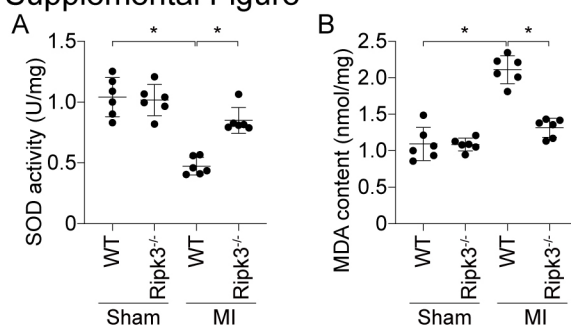 Supplemental Figure
A
SOD activity (U/mg)
1.5
1.0
0.5
0
*
*
WT
Ripk3-/-
WT
Ripk3-/-
Sham
MI
B
MDA content (nmol/mg)
2.5
2.0
1.5
1.0
0.5
0
*
*
WT
Ripk3-/-
WT
Ripk3-/-
Sham
MI